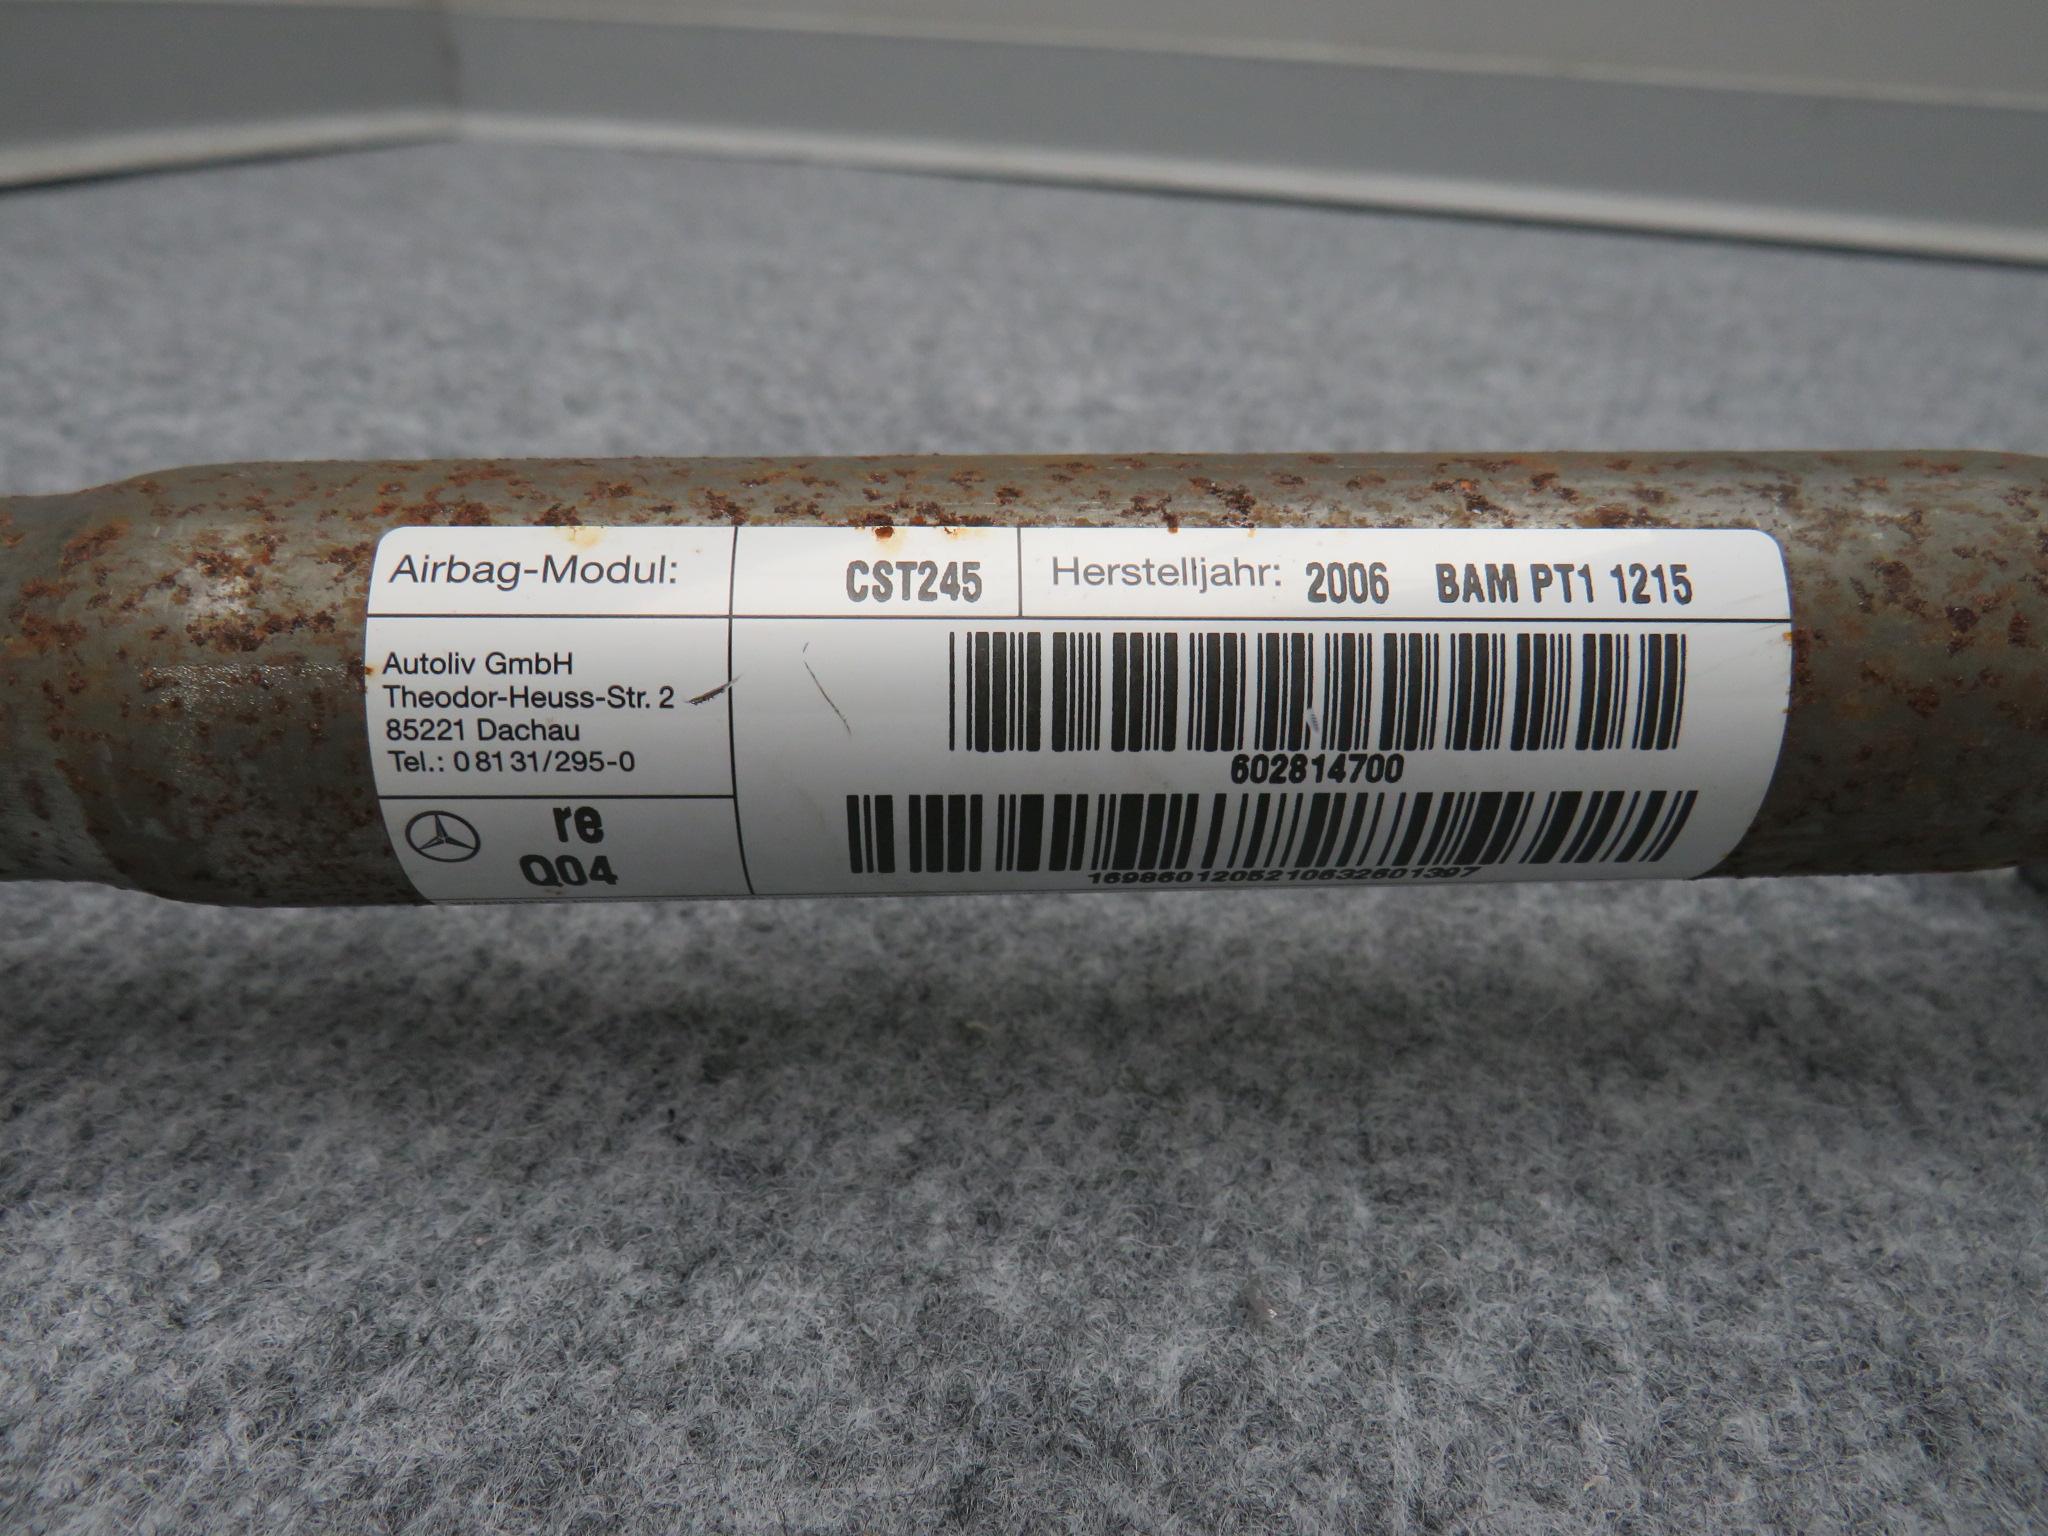 Airbag-Modul: CST245 Herstelljahr: 2006 BAM PT1 1215
Autoliv GmbH
Theodor-Heuss-Str. 2
85221 Dachau
Tel.: 0 81 31/295-0
602814700
re
Q04
1698601205210632601397